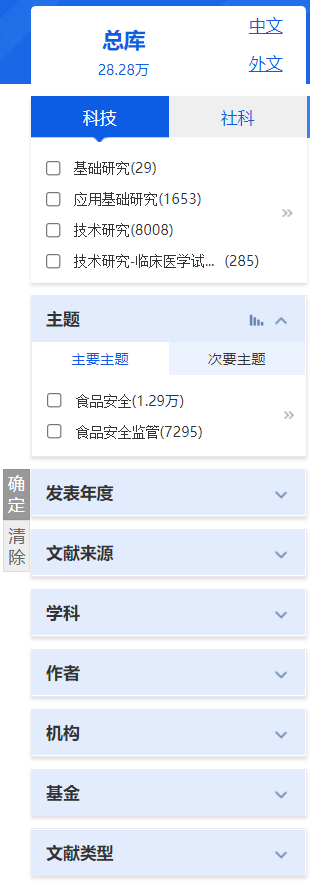 总库
28.28万
中文
外文
科技
社科
基础研究(29)
应用基础研究(1653)
技术研究(8008)
技术研究-临床医学试... (285)
主题
主要主题
次要主题
食品安全(1.29万)
食品安全监管(7295)
确定
清除
发表年度
文献来源
学科
作者
机构
基金
文献类型